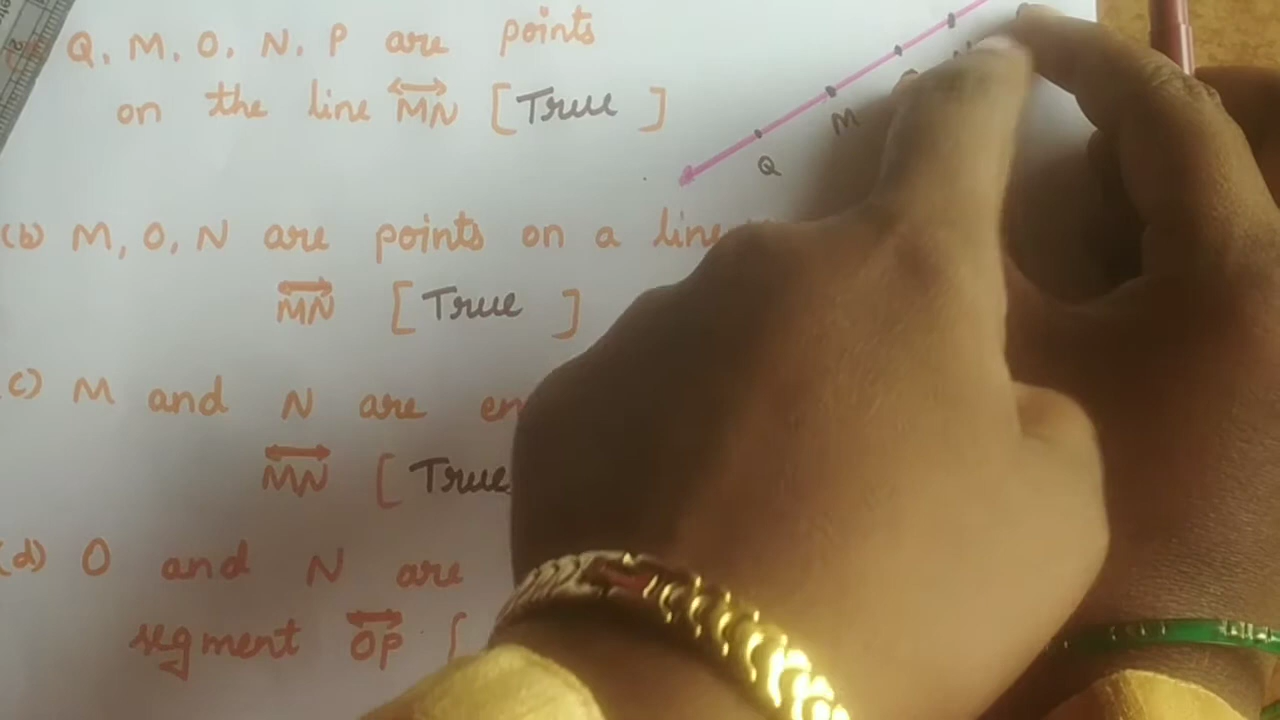 Q, M, O, N, P are points
on the line MN [True ]
(b) M, O, N are points on a line
MN [True ]
c) M and N are
MN [True
(d) O and N are
segment OP [
M
Q